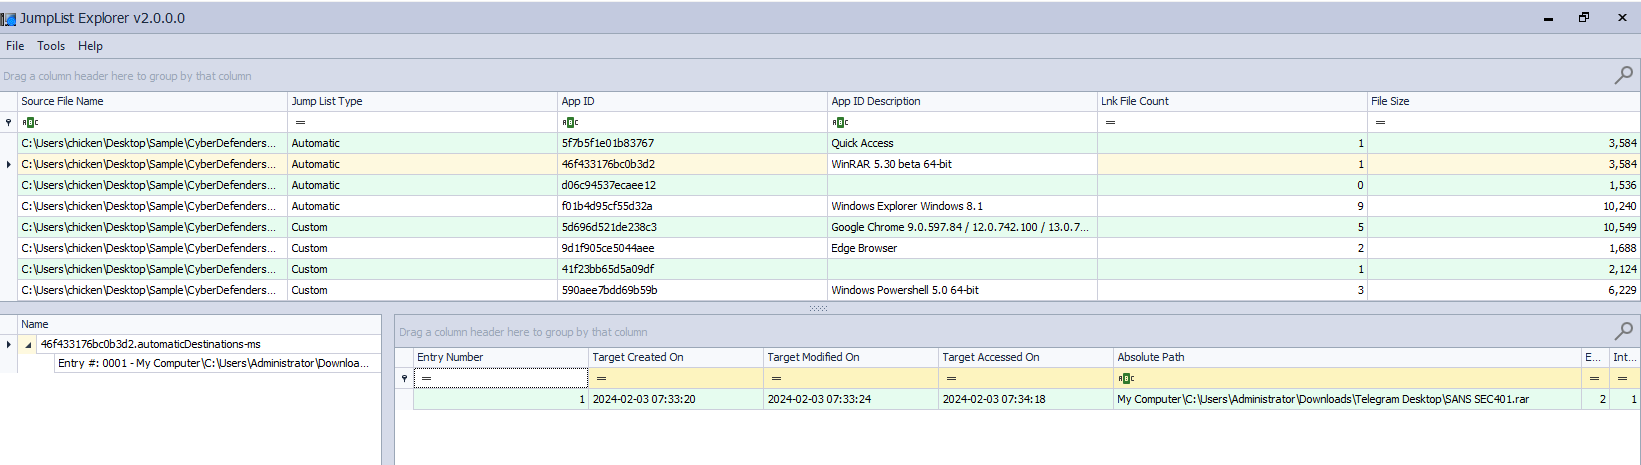 JumpList Explorer v2.0.0.0
File Tools Help
Drag a column header here to group by that column
Source File Name Jump List Type App ID App ID Description Lnk File Count File Size
ABC = ABC ABC = =
C:\Users\chicken\Desktop\Sample\CyberDefenders... Automatic 5f7b5f1e01b83767 Quick Access 1 3,584
C:\Users\chicken\Desktop\Sample\CyberDefenders... Automatic 46f433176bc0b3d2 WinRAR 5.30 beta 64-bit 1 3,584
C:\Users\chicken\Desktop\Sample\CyberDefenders... Automatic d06c94537ecaee12 0 1,536
C:\Users\chicken\Desktop\Sample\CyberDefenders... Automatic f01b4d95cf55d32a Windows Explorer Windows 8.1 9 10,240
C:\Users\chicken\Desktop\Sample\CyberDefenders... Custom 5d696d521de238c3 Google Chrome 9.0.597.84 / 12.0.742.100 / 13.0.7... 5 10,549
C:\Users\chicken\Desktop\Sample\CyberDefenders... Custom 9d1f905ce5044aee Edge Browser 2 1,688
C:\Users\chicken\Desktop\Sample\CyberDefenders... Custom 41f23bb65d5a09df 1 2,124
C:\Users\chicken\Desktop\Sample\CyberDefenders... Custom 590aee7bdd69b59b Windows Powershell 5.0 64-bit 3 6,229
Name
46f433176bc0b3d2.automaticDestinations-ms
Entry #: 0001 - My Computer\C:\Users\Administrator\Downloa...
Drag a column header here to group by that column
Entry Number Target Created On Target Modified On Target Accessed On Absolute Path E... Int...
= = = = ABC = =
1 2024-02-03 07:33:20 2024-02-03 07:33:24 2024-02-03 07:34:18 My Computer\C:\Users\Administrator\Downloads\Telegram Desktop\SANS SEC401.rar 2 1